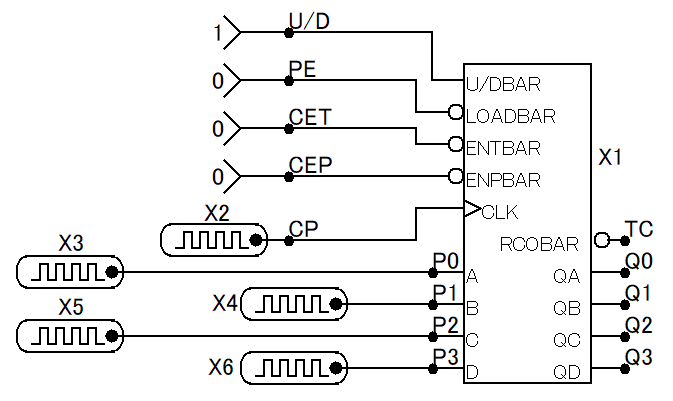 1 U/D
0 PE U/DBAR
0 CET LOADBAR
ENTBAR X1
0 CEP ENPBAR
X2 CP CLK
X3 RCOBAR TC
P0 A QA Q0
X4 P1 B QB Q1
X5 P2 C QC Q2
X6 P3 D QD Q3